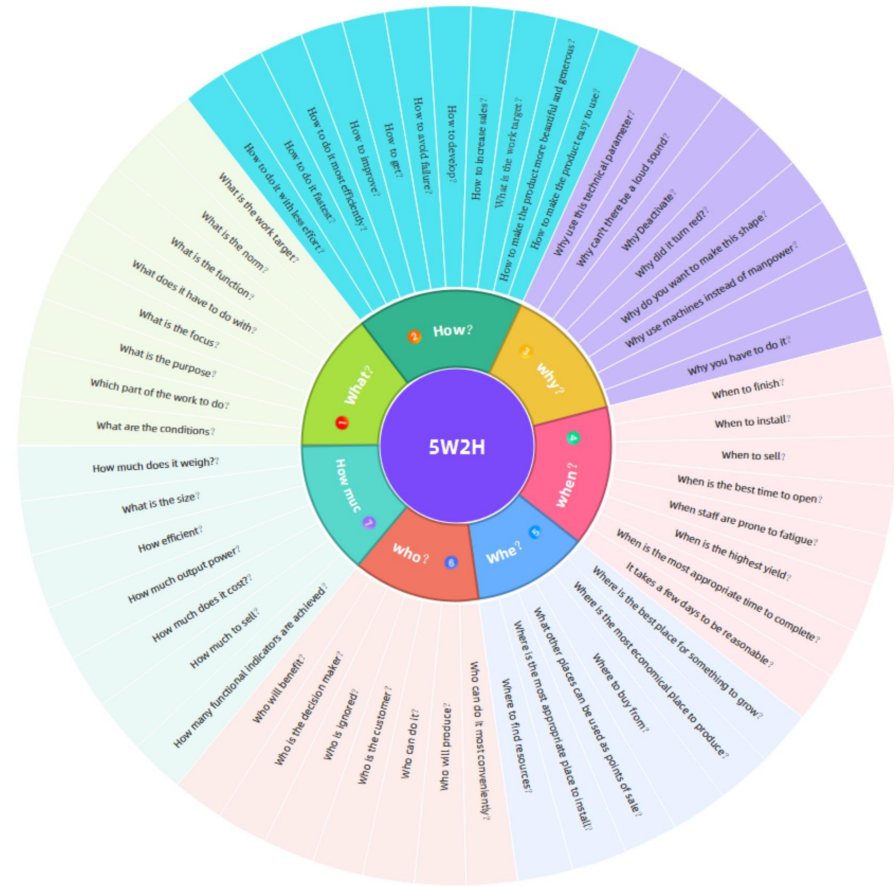 5W2H
1
What?
What are the conditions?
Which part of the work to do?
What is the purpose?
What is the focus?
What does it have to do with?
What is the function?
What is the norm?
What is the work target?
2
How?
How to do it with less effort?
How to do it fastest?
How to do it most efficiently?
How to improve?
How to get?
How to avoid failure?
How to develop?
How to increase sales?
What is the work target?
How to make the product more beautiful and generous?
How to make the product easy to use?
3
why?
Why use this technical parameter?
Why can't there be a loud sound?
Why Deactivate?
Why did it turn red?
Why do you want to make this shape?
Why use machines instead of manpower?
Why you have to do it?
4
when?
When to finish?
When to install?
When to sell?
When is the best time to open?
When staff are prone to fatigue?
When is the highest yield?
When is the most appropriate time to complete?
It takes a few days to be reasonable?
5
Whe?
Where is the best place for something to grow?
Where is the most economical place to produce?
Where to buy from?
What other places can be used as points of sale?
Where is the most appropriate place to install?
Where to find resources?
6
who?
Who can do it most conveniently?
Who will produce?
Who can do it?
Who is the customer?
Who is ignored?
Who is the decision maker?
Who will benefit?
7
How muc
How many functional indicators are achieved?
How much to sell?
How much does it cost??
How much output power?
How efficient?
What is the size?
How much does it weigh??